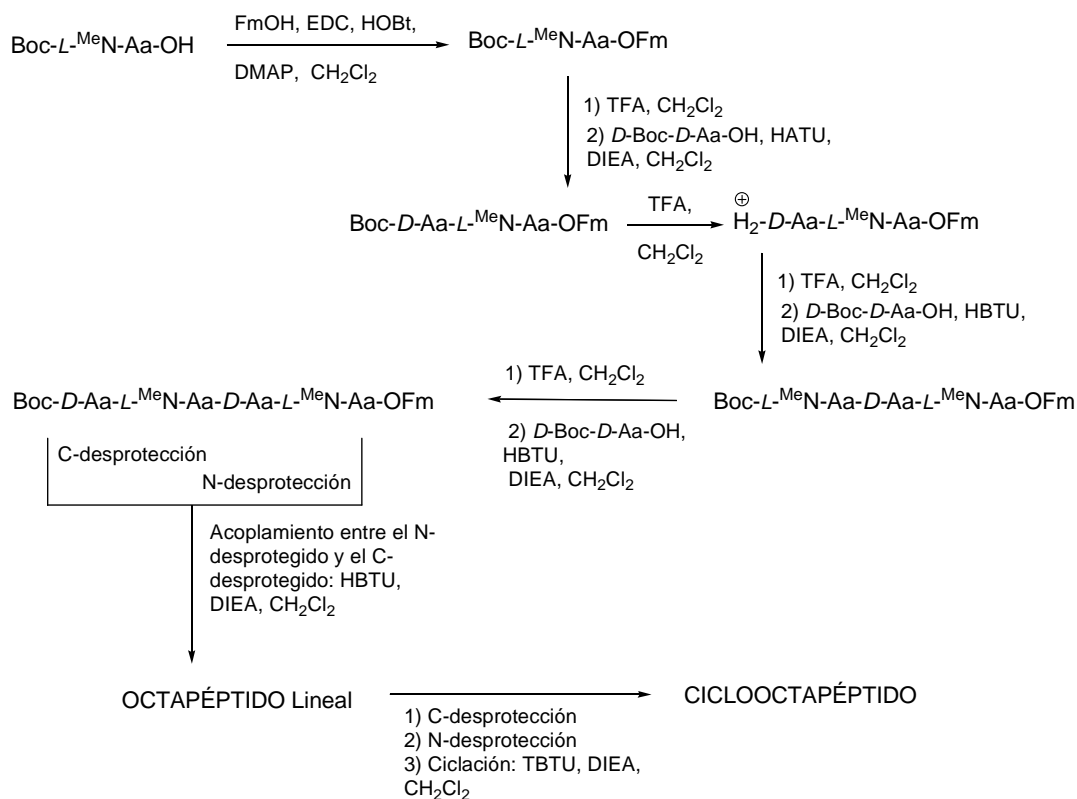 FmOH, EDC, HOBt,
Boc-L-MeN-Aa-OH
Boc-L-MeN-Aa-OFm
DMAP, CH2Cl2
1) TFA, CH2Cl2
2) D-Boc-D-Aa-OH, HATU,
DIEA, CH2Cl2
Boc-D-Aa-L-MeN-Aa-OFm
TFA,
CH2Cl2
⊕
H2-D-Aa-L-MeN-Aa-OFm
1) TFA, CH2Cl2
2) D-Boc-D-Aa-OH, HBTU,
DIEA, CH2Cl2
1) TFA, CH2Cl2
Boc-D-Aa-L-MeN-Aa-D-Aa-L-MeN-Aa-OFm
Boc-L-MeN-Aa-D-Aa-L-MeN-Aa-OFm
2) D-Boc-D-Aa-OH,
HBTU,
DIEA, CH2Cl2
C-desprotección
N-desprotección
Acoplamiento entre el N-
desprotegido y el C-
desprotegido: HBTU,
DIEA, CH2Cl2
OCTAPÉPTIDO Lineal
CICLOOCTAPÉPTIDO
1) C-desprotección
2) N-desprotección
3) Ciclación: TBTU, DIEA,
CH2Cl2